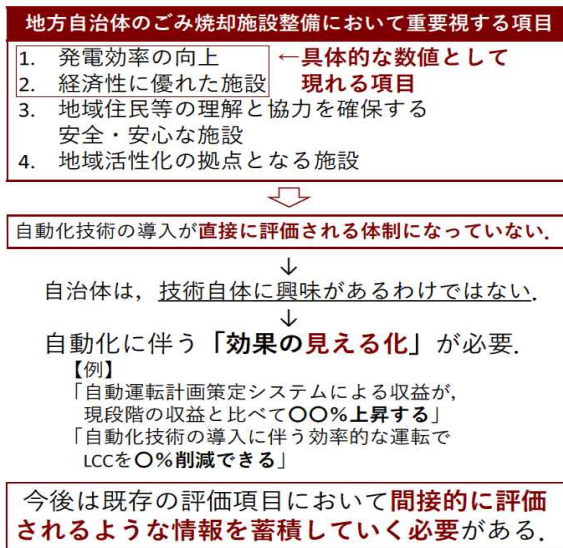 地方自治体のごみ焼却施設整備において重要視する項目
1. 発電効率の向上 ←具体的な数値として
2. 経済性に優れた施設 現れる項目
3. 地域住民等の理解と協力を確保する
安全・安心な施設
4. 地域活性化の拠点となる施設
自動化技術の導入が直接に評価される体制になっていない.
↓
自治体は，技術自体に興味があるわけではない.
↓
自動化に伴う「効果の見える化」が必要.
【例】
「自動運転計画策定システムによる収益が，
現段階の収益と比べて〇〇%上昇する」
「自動化技術の導入に伴う効率的な運転で
LCCを〇%削減できる」
今後は既存の評価項目において間接的に評価
されるような情報を蓄積していく必要がある.